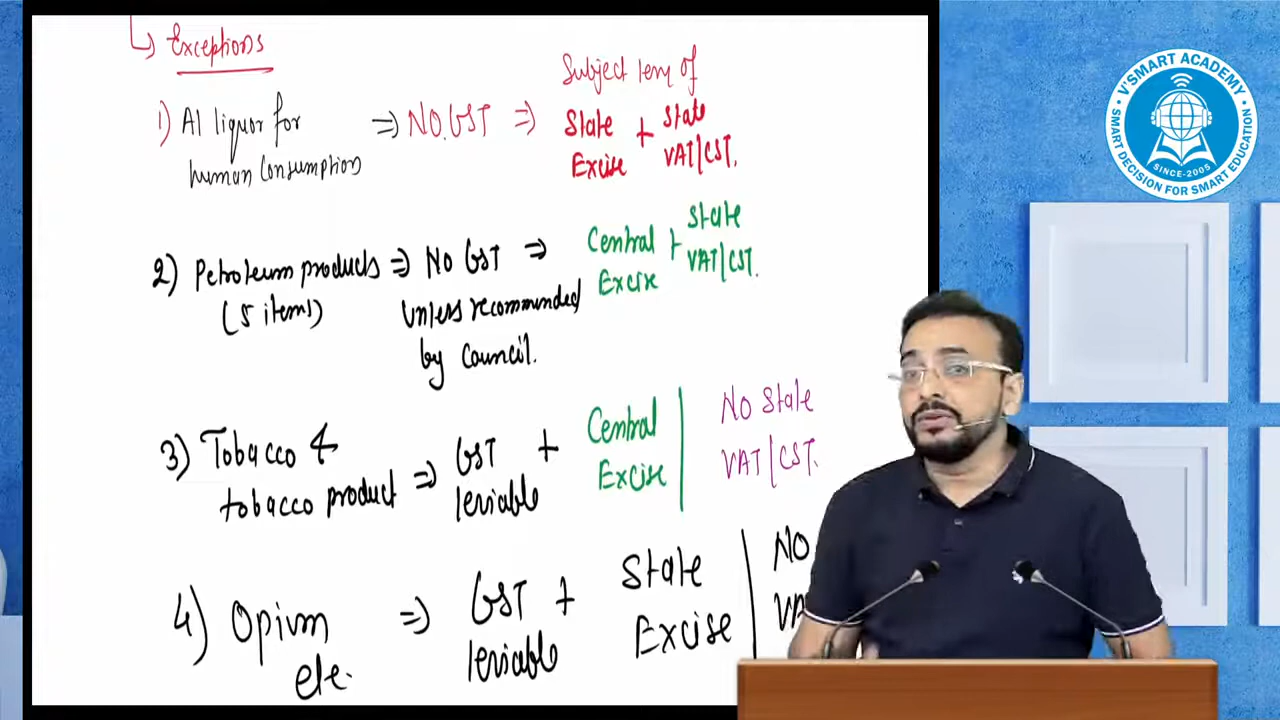 ↳ Exceptions
1) Al liquor for human Consumption ⇒ NO GST ⇒ Subject levy of State Excise + State VAT/CST.
2) Petroleum products (5 items) ⇒ No GST unless recommended by Council. ⇒ Central Excise + State VAT/CST.
3) Tobacco & tobacco product ⇒ GST leviable + Central Excise | No State VAT/CST.
4) Opium etc. ⇒ GST leviable + State Excise | NO
V'SMART ACADEMY
SMART DECISION FOR SMART EDUCATION
SINCE-2005